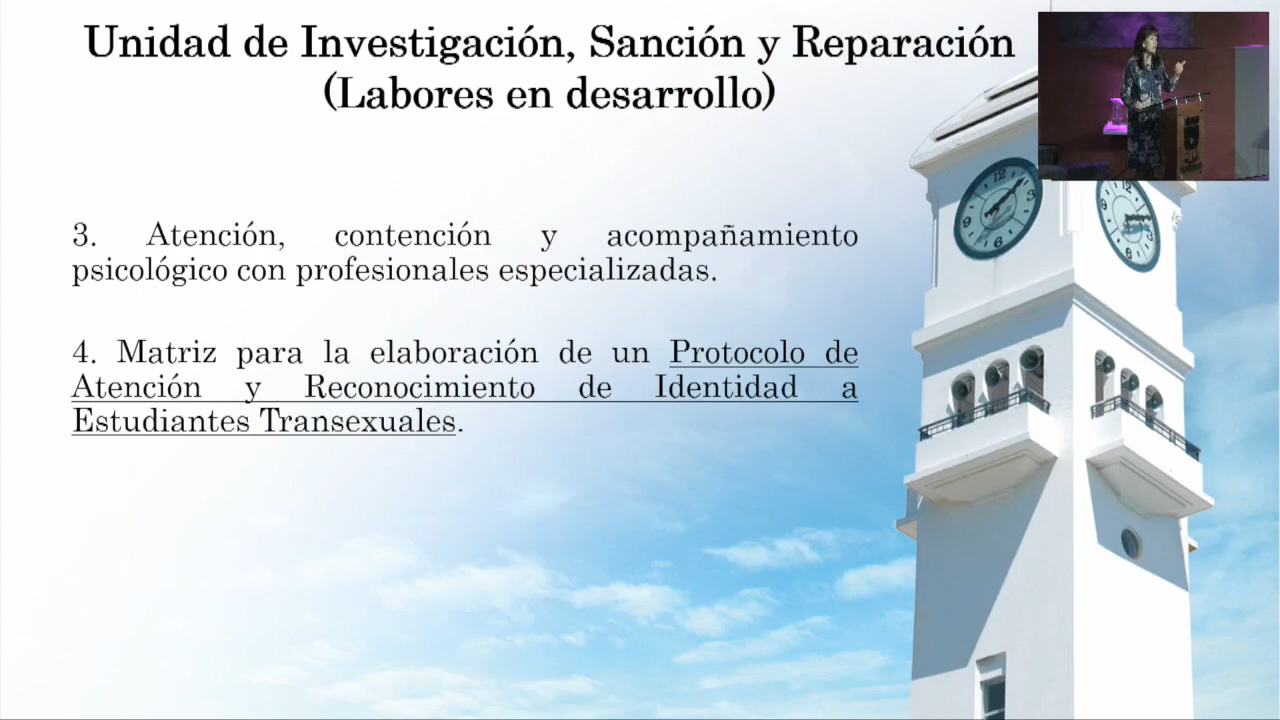 Unidad de Investigación, Sanción y Reparación
(Labores en desarrollo)
3. Atención, contención y acompañamiento
psicológico con profesionales especializadas.
4. Matriz para la elaboración de un Protocolo de
Atención y Reconocimiento de Identidad a
Estudiantes Transexuales.